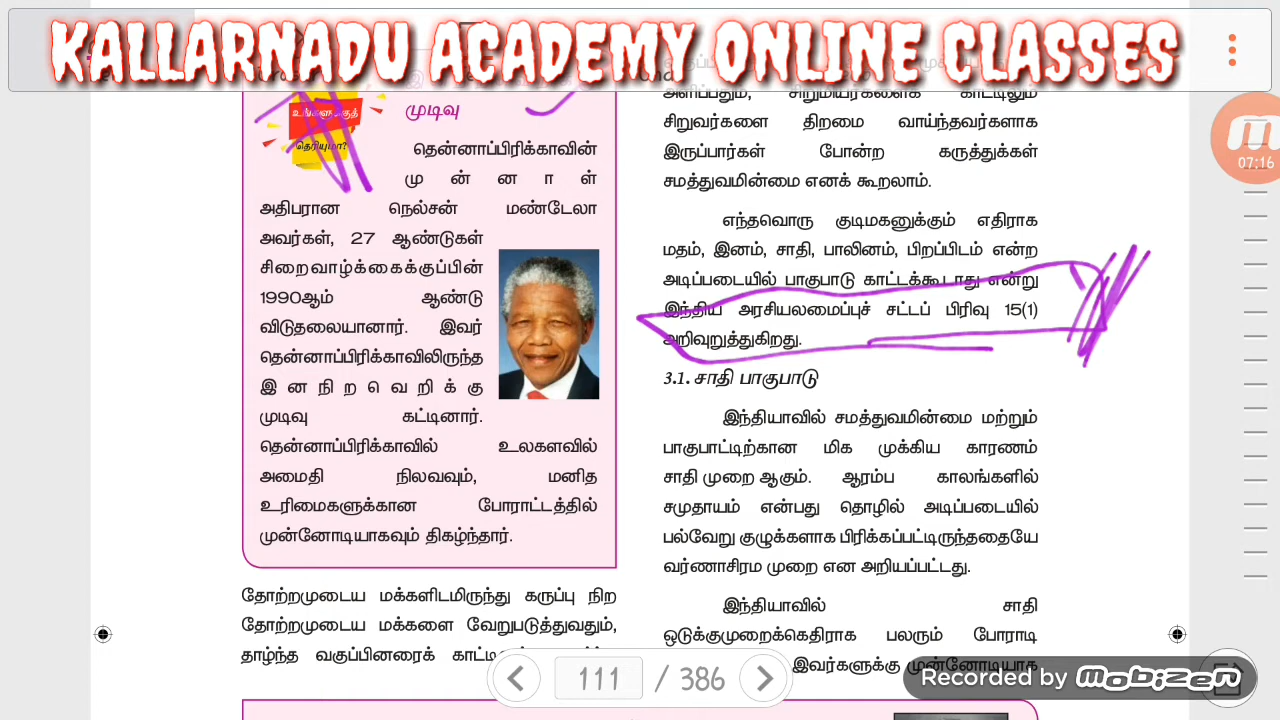 KALLARNADU ACADEMY ONLINE CLASSES
உங்களுக்குத்
தெரியுமா?
முடிவு
தென்னாப்பிரிக்காவின்
முன்னாள்
அதிபரான நெல்சன் மண்டேலா
அவர்கள், 27 ஆண்டுகள்
சிறைவாழ்க்கைக்குப்பின்
1990ஆம் ஆண்டு
விடுதலையானார். இவர்
தென்னாப்பிரிக்காவிலிருந்த
இனநிறவெறிக்கு
முடிவு கட்டினார்.
தென்னாப்பிரிக்காவில் உலகளவில்
அமைதி நிலவவும், மனித
உரிமைகளுக்கான போராட்டத்தில்
முன்னோடியாகவும் திகழ்ந்தார்.
தோற்றமுடைய மக்களிடமிருந்து கருப்பு நிற
தோற்றமுடைய மக்களை வேறுபடுத்துவதும்,
தாழ்ந்த வகுப்பினரைக்
அளிப்பதும், சிறுமியர்களைக் காட்டிலும்
சிறுவர்களை திறமை வாய்ந்தவர்களாக
இருப்பார்கள் போன்ற கருத்துக்கள்
சமத்துவமின்மை எனக் கூறலாம்.
எந்தவொரு குடிமகனுக்கும் எதிராக
மதம், இனம், சாதி, பாலினம், பிறப்பிடம் என்ற
அடிப்படையில் பாகுபாடு காட்டக்கூடாது என்று
இந்திய அரசியலமைப்புச் சட்டப் பிரிவு 15(1)
அறிவுறுத்துகிறது.
3.1. சாதி பாகுபாடு
இந்தியாவில் சமத்துவமின்மை மற்றும்
பாகுபாட்டிற்கான மிக முக்கிய காரணம்
சாதி முறை ஆகும். ஆரம்ப காலங்களில்
சமுதாயம் என்பது தொழில் அடிப்படையில்
பல்வேறு குழுக்களாக பிரிக்கப்பட்டிருந்ததையே
வர்ணாசிரம முறை என அறியப்பட்டது.
இந்தியாவில் சாதி
ஒடுக்குமுறைக்கெதிராக பலரும் போராடி
இவர்களுக்கு முன்னோடியாக
07:16
111 / 386
Recorded by mobizen